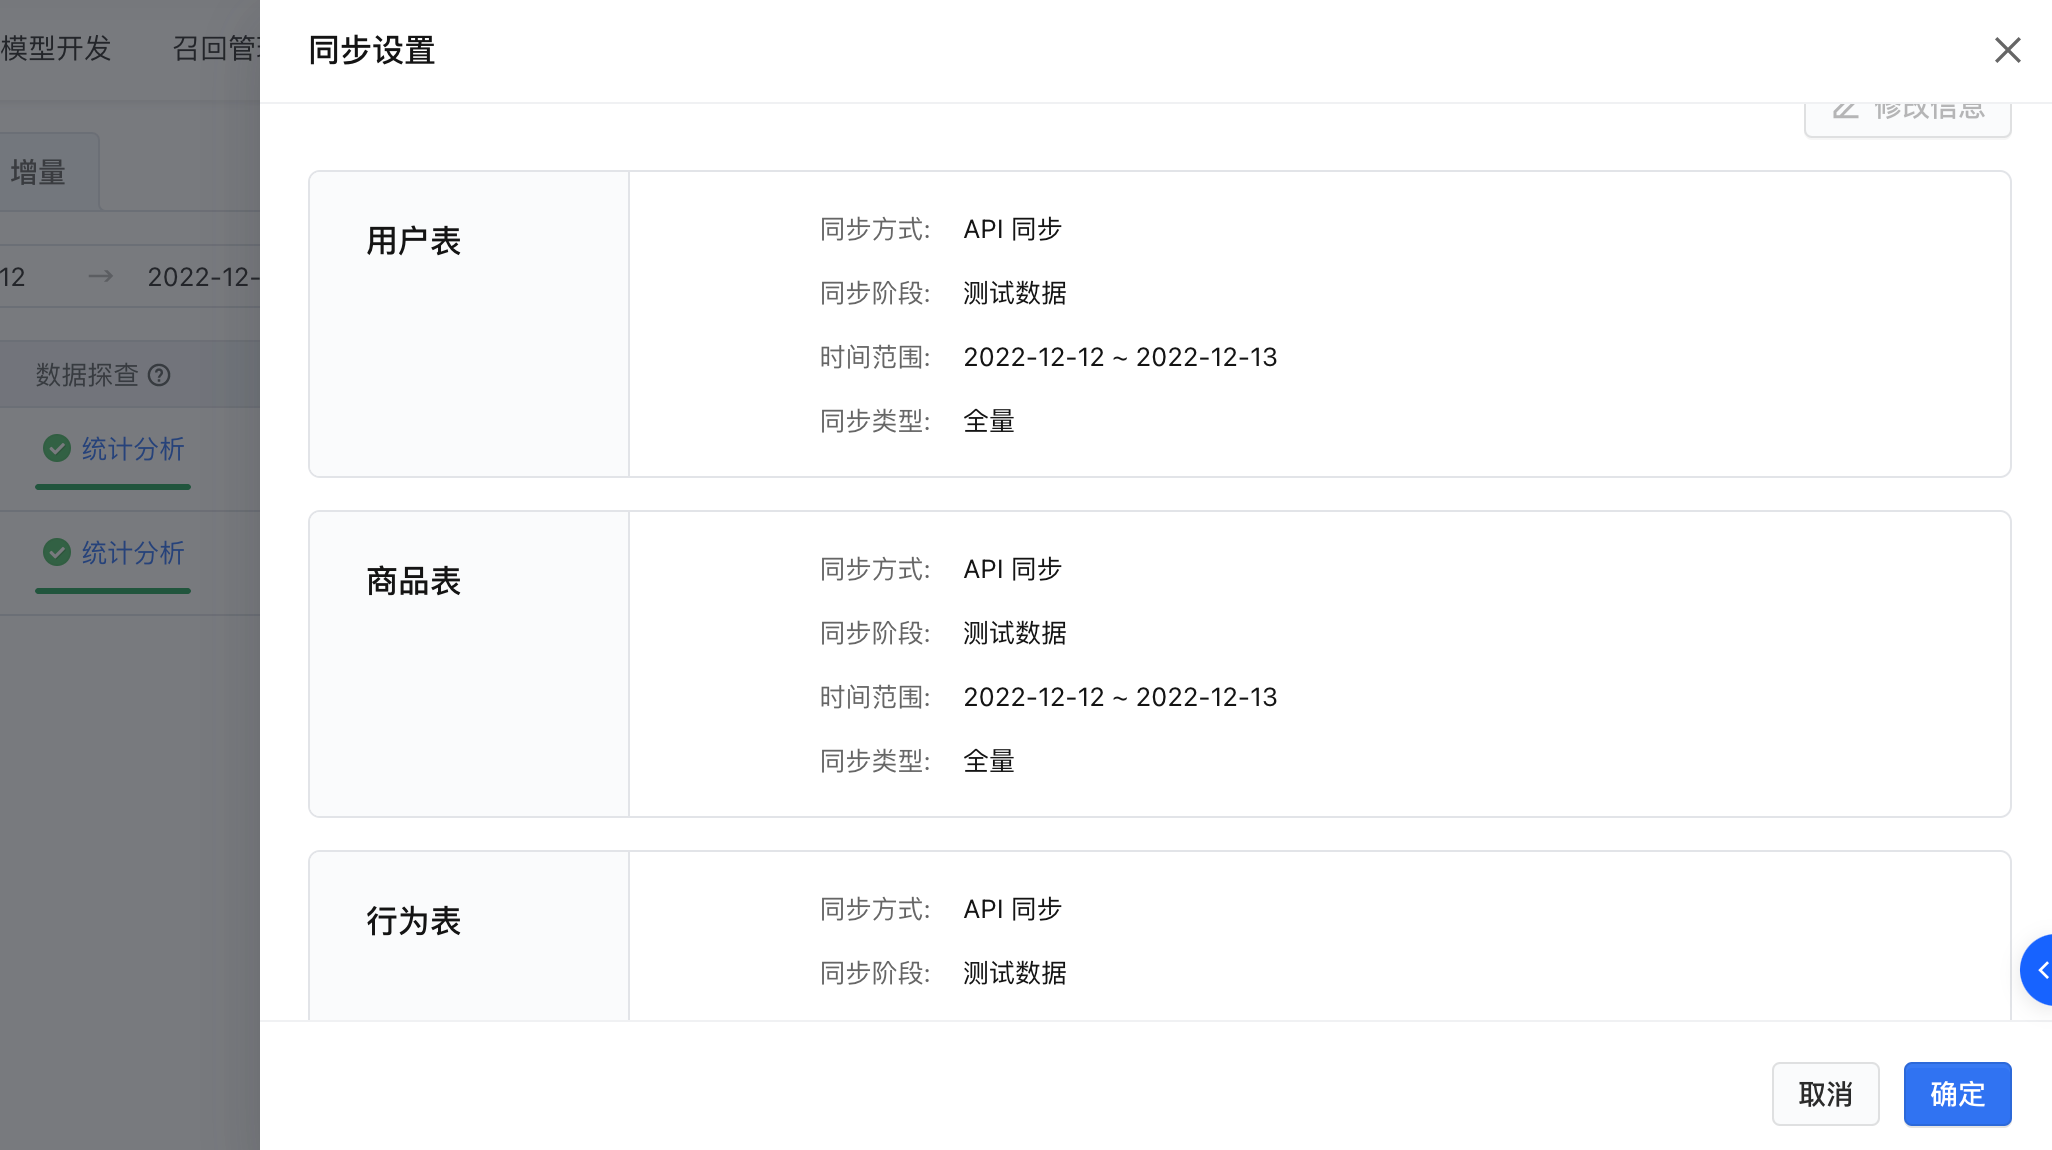 模型开发
召回管理
同步设置
修改信息
增量
12 → 2022-12-
数据探查
统计分析
统计分析
用户表
同步方式: API 同步
同步阶段: 测试数据
时间范围: 2022-12-12 ~ 2022-12-13
同步类型: 全量
商品表
同步方式: API 同步
同步阶段: 测试数据
时间范围: 2022-12-12 ~ 2022-12-13
同步类型: 全量
行为表
同步方式: API 同步
同步阶段: 测试数据
取消
确定